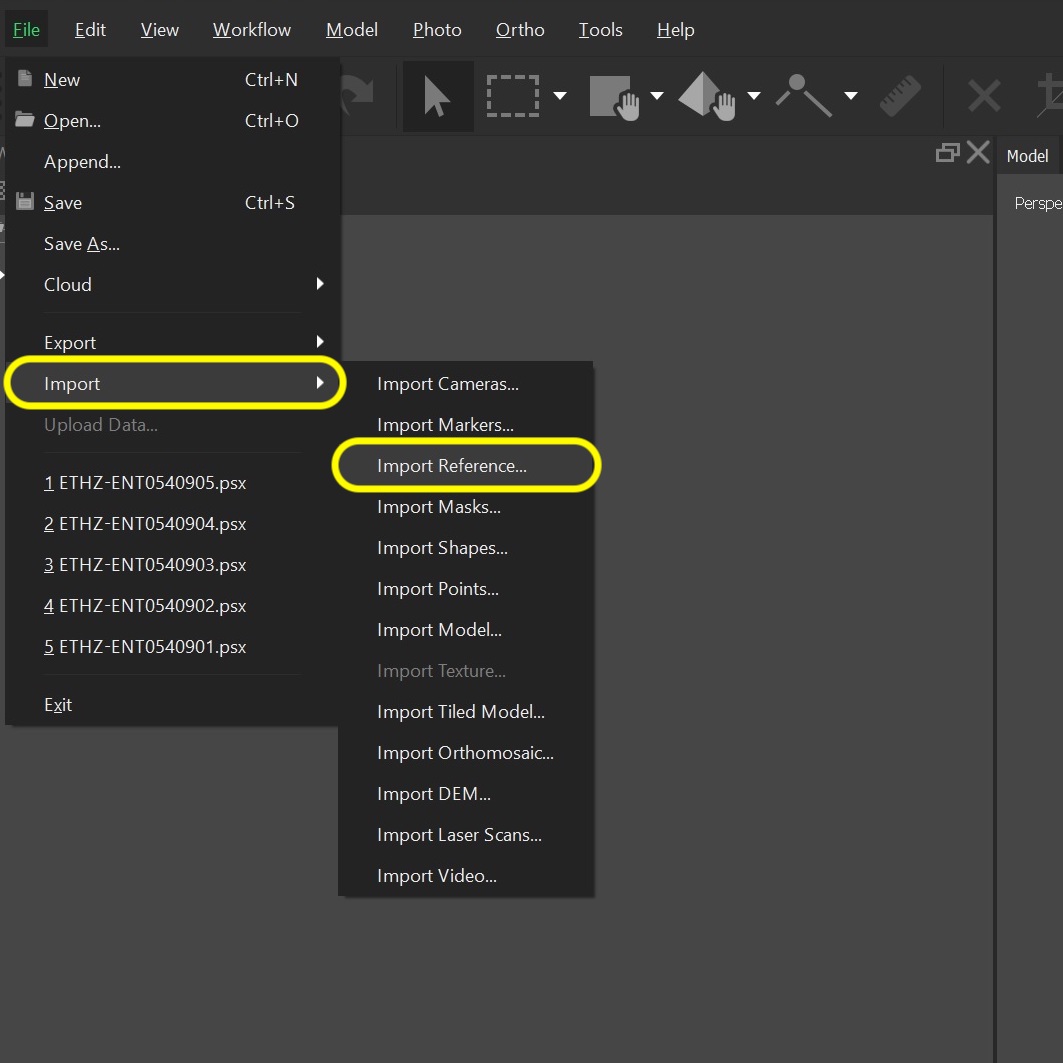 File Edit View Workflow Model Photo Ortho Tools Help
New Ctrl+N
Open... Ctrl+O
Append...
Save Ctrl+S
Save As...
Cloud
Export
Import
Upload Data...
1 ETHZ-ENT0540905.psx
2 ETHZ-ENT0540904.psx
3 ETHZ-ENT0540903.psx
4 ETHZ-ENT0540902.psx
5 ETHZ-ENT0540901.psx
Exit
Import Cameras...
Import Markers...
Import Reference...
Import Masks...
Import Shapes...
Import Points...
Import Model...
Import Texture...
Import Tiled Model...
Import Orthomosaic...
Import DEM...
Import Laser Scans...
Import Video...
Model
Perspe